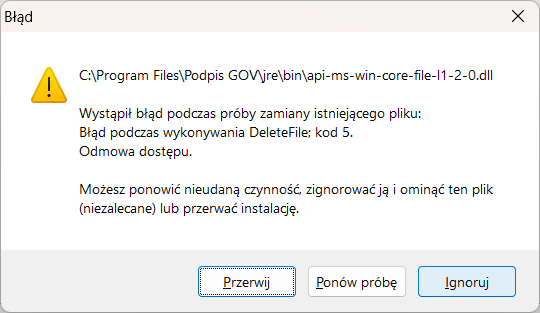 Błąd
C:\Program Files\Podpis GOV\jre\bin\api-ms-win-core-file-l1-2-0.dll
Wystąpił błąd podczas próby zamiany istniejącego pliku:
Błąd podczas wykonywania DeleteFile; kod 5.
Odmowa dostępu.
Możesz ponowić nieudaną czynność, zignorować ją i ominąć ten plik
(niezalecane) lub przerwać instalację.
Przerwij
Ponów próbę
Ignoruj